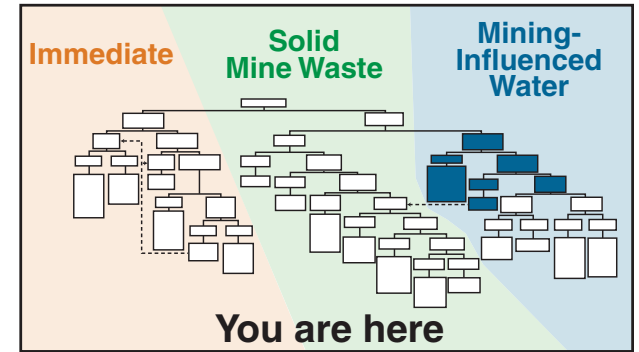 Immediate
Solid
Mine Waste
Mining-
Influenced
Water
You are here